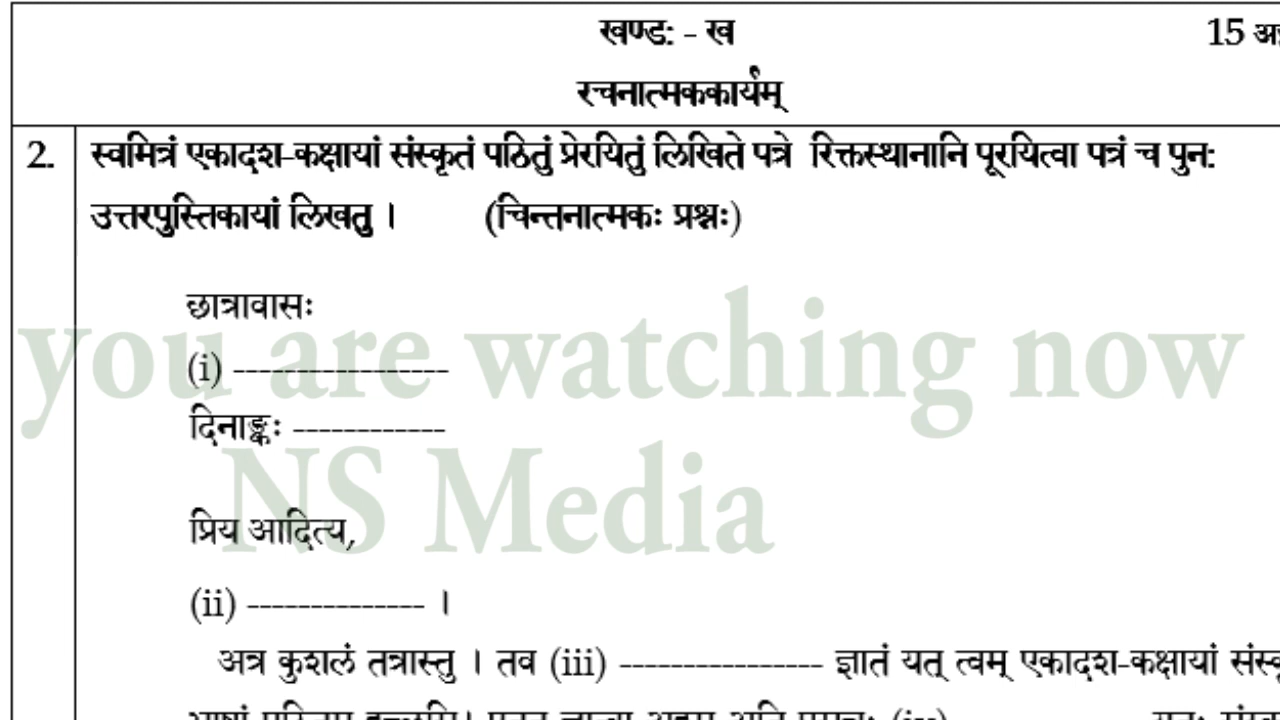 खण्ड: - ख
15
रचनात्मककार्यम्
2. स्वमित्रं एकादश-कक्षायां संस्कृतं पठितुं प्रेरयितुं लिखिते पत्रे रिक्तस्थानानि पूरयित्वा पत्रं च पुन:
उत्तरपुस्तिकायां लिखतु । (चिन्तनात्मकः प्रश्नः)
छात्रावासः
(i) -----------------
दिनाङ्कः ------------
प्रिय आदित्य,
(ii) -------------- ।
अत्र कुशलं तत्रास्तु । तव (iii) ---------------- ज्ञातं यत् त्वम् एकादश-कक्षायां
you are watching now
NS Media